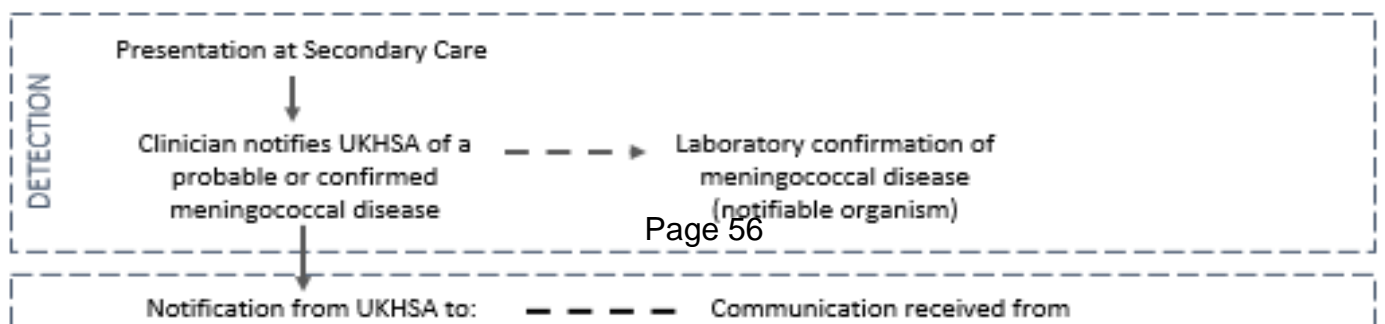 DETECTION
Presentation at Secondary Care
Clinician notifies UKHSA of a
probable or confirmed
meningococcal disease
Laboratory confirmation of
meningococcal disease
(notifiable organism)
Page 56
Notification from UKHSA to:
Communication received from